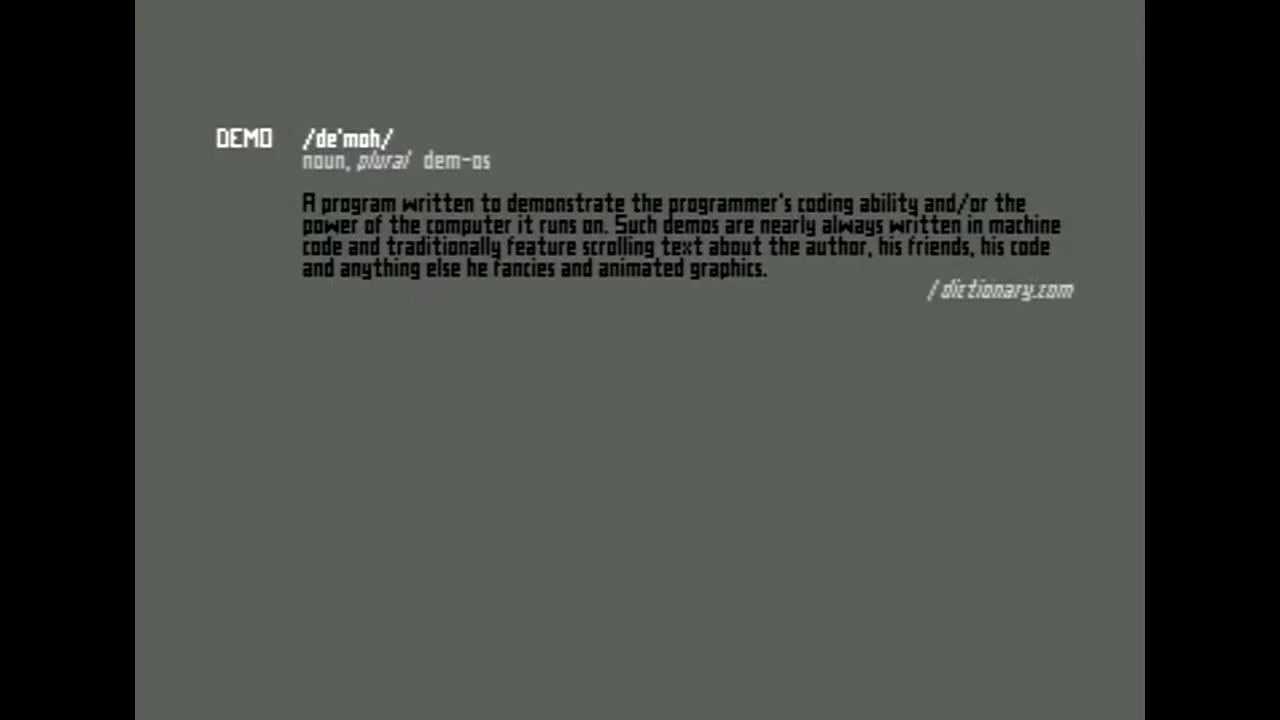 DEMO /de'moh/
noun, plural dem-os
A program written to demonstrate the programmer's coding ability and/or the
power of the computer it runs on. Such demos are nearly always written in machine
code and traditionally feature scrolling text about the author, his friends, his code
and anything else he fancies and animated graphics.
/dictionary.com